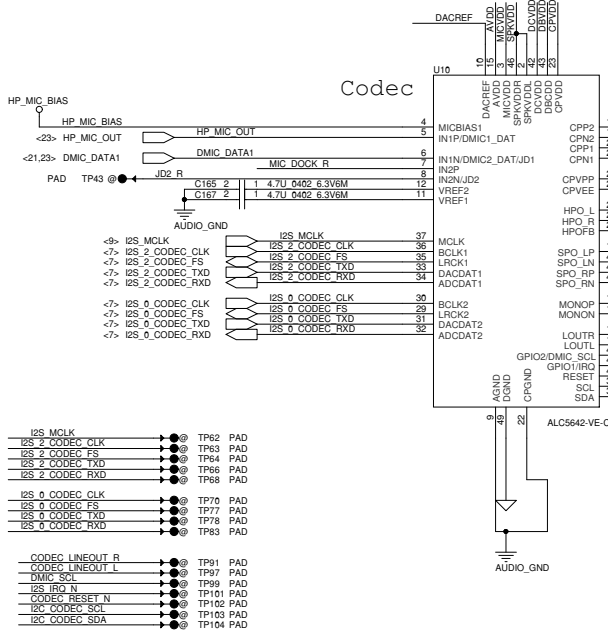 DACREF
AVDD
MICVDD
SPKVDD
DCVDD
DBVDD
CPVDD
10
15
3
46
2
42
43
23
U10
Codec
DACREF
AVDD
MICVDD
SPKVDDR
SPKVDDL
DCVDD
DBCDD
CPVDD
HP_MIC_BIAS
HP_MIC_BIAS 4 MICBIAS1
<23> HP_MIC_OUT HP_MIC_OUT 5 IN1P/DMIC1_DAT
<21,23> DMIC_DATA1 DMIC_DATA1 6 IN1N/DMIC2_DAT/JD1
MIC_DOCK_R 7 IN2P
PAD TP43 @ JD2_R 8 IN2N/JD2
C165 2 1 4.7U_0402_6.3V6M 12 VREF2
C167 2 1 4.7U_0402_6.3V6M 11 VREF1
AUDIO_GND
<9> I2S_MCLK I2S_MCLK 37 MCLK
<7> I2S_2_CODEC_CLK I2S_2_CODEC_CLK 36 BCLK1
<7> I2S_2_CODEC_FS I2S_2_CODEC_FS 35 LRCK1
<7> I2S_2_CODEC_TXD I2S_2_CODEC_TXD 33 DACDAT1
<7> I2S_2_CODEC_RXD I2S_2_CODEC_RXD 34 ADCDAT1
<7> I2S_0_CODEC_CLK I2S_0_CODEC_CLK 30 BCLK2
<7> I2S_0_CODEC_FS I2S_0_CODEC_FS 29 LRCK2
<7> I2S_0_CODEC_TXD I2S_0_CODEC_TXD 31 DACDAT2
<7> I2S_0_CODEC_RXD I2S_0_CODEC_RXD 32 ADCDAT2
CPP2
CPN2
CPP1
CPN1
CPVPP
CPVEE
HPO_L
HPO_R
HPOFB
SPO_LP
SPO_LN
SPO_RP
SPO_RN
MONOP
MONON
LOUTR
LOUTL
GPIO2/DMIC_SCL
GPIO1/IRQ
RESET
SCL
SDA
AGND
DGND
CPGND
9
49
22
ALC5642-VE-C
AUDIO_GND
I2S_MCLK @ TP62 PAD
I2S_2_CODEC_CLK @ TP63 PAD
I2S_2_CODEC_FS @ TP64 PAD
I2S_2_CODEC_TXD @ TP66 PAD
I2S_2_CODEC_RXD @ TP68 PAD
I2S_0_CODEC_CLK @ TP70 PAD
I2S_0_CODEC_FS @ TP77 PAD
I2S_0_CODEC_TXD @ TP78 PAD
I2S_0_CODEC_RXD @ TP83 PAD
CODEC_LINEOUT_R @ TP91 PAD
CODEC_LINEOUT_L @ TP97 PAD
DMIC_SCL @ TP99 PAD
I2S_IRQ_N @ TP101 PAD
CODEC_RESET_N @ TP102 PAD
I2C_CODEC_SCL @ TP103 PAD
I2C_CODEC_SDA @ TP104 PAD